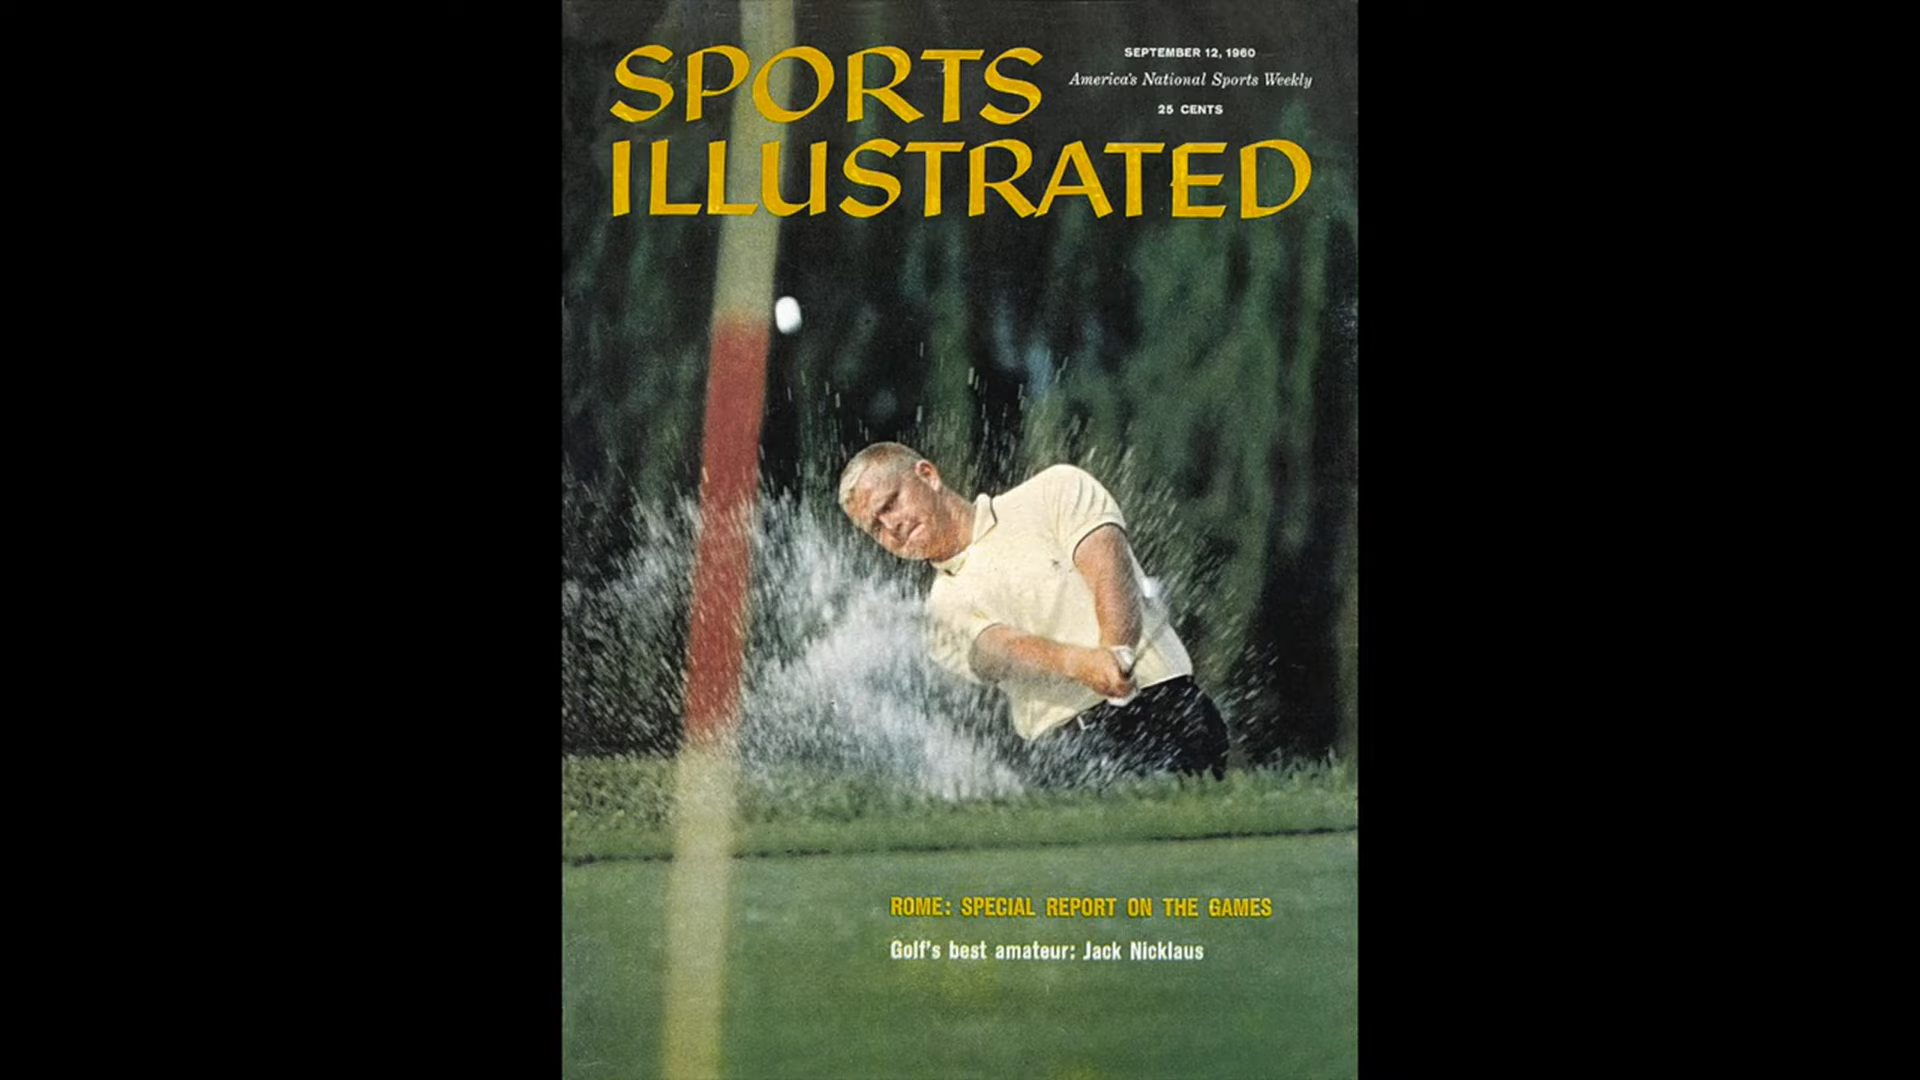 SPORTS
ILLUSTRATED
SEPTEMBER 12, 1960
America's National Sports Weekly
25 CENTS
ROME: SPECIAL REPORT ON THE GAMES
Golf's best amateur: Jack Nicklaus